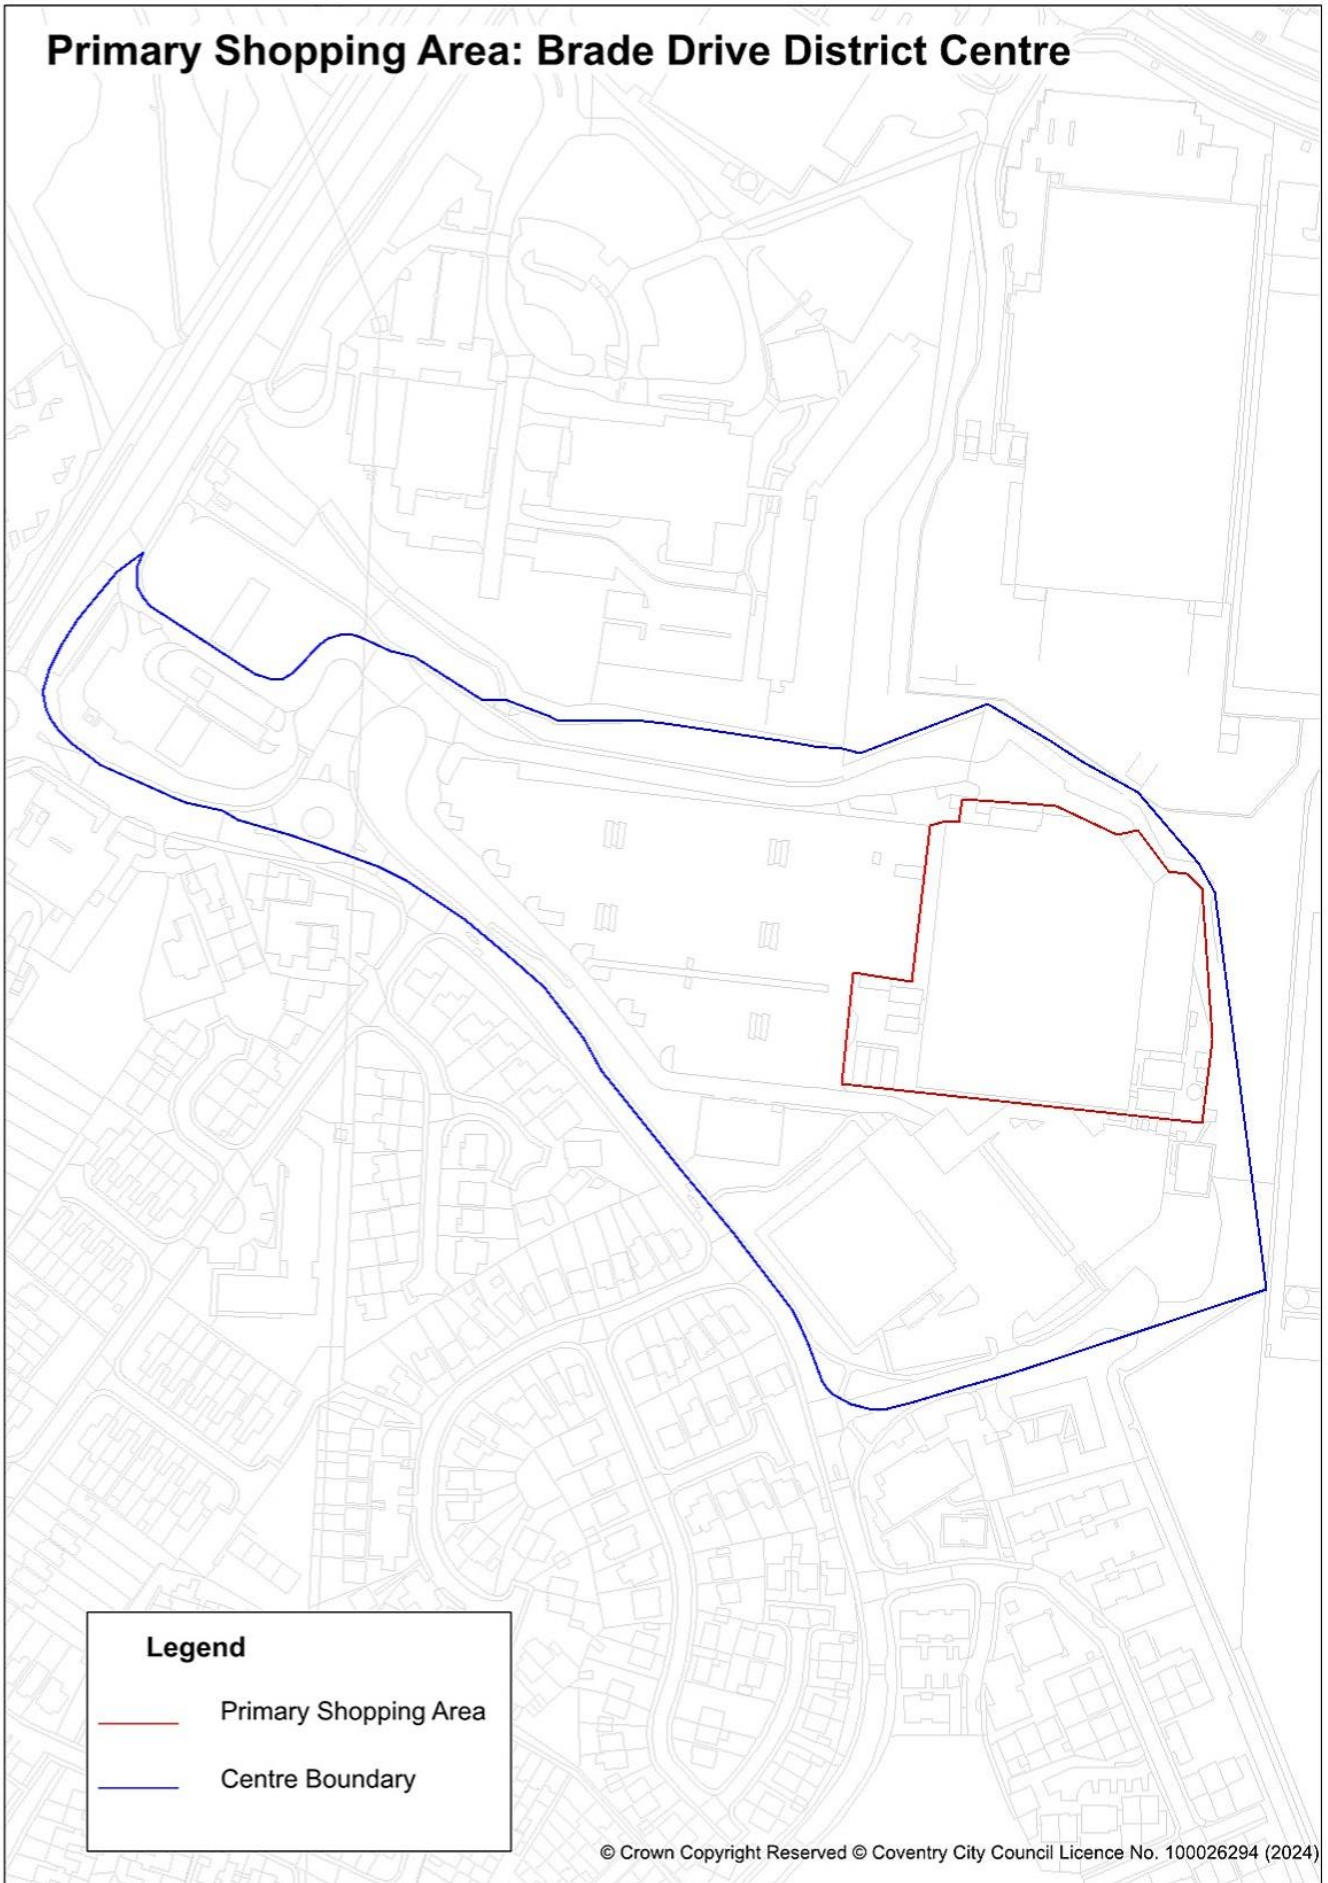 Primary Shopping Area: Brade Drive District Centre
Legend
Primary Shopping Area
Centre Boundary
© Crown Copyright Reserved © Coventry City Council Licence No. 100026294 (2024)